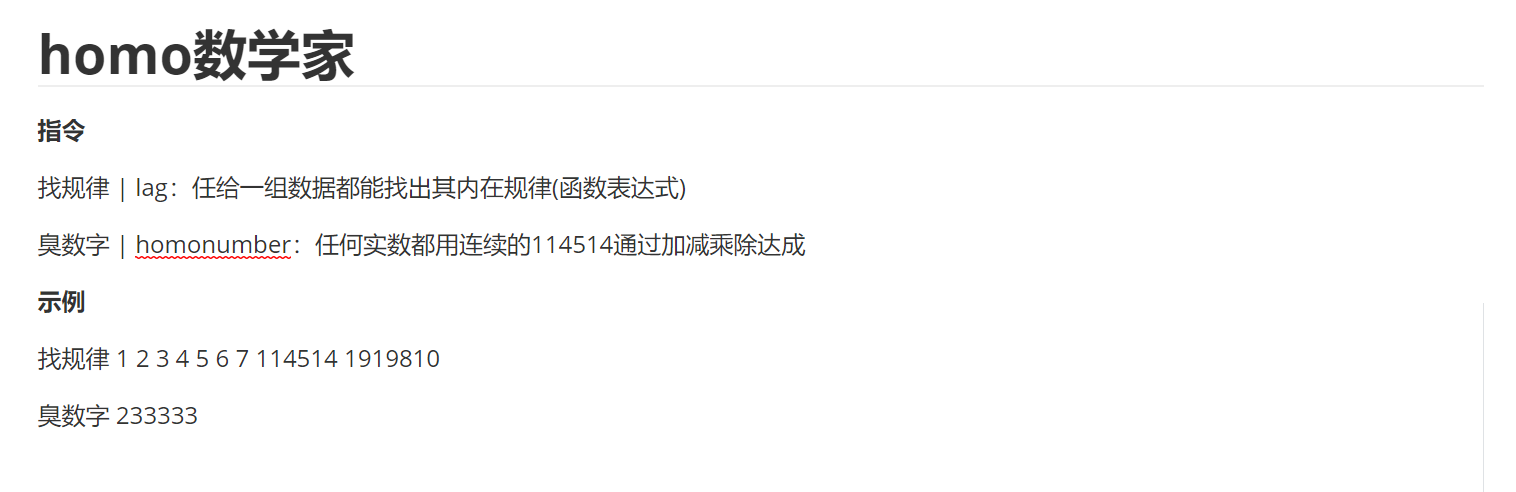 homo数学家
指令
找规律 | lag：任给一组数据都能找出其内在规律(函数表达式)
臭数字 | homonumber：任何实数都用连续的114514通过加减乘除达成
示例
找规律 1 2 3 4 5 6 7 114514 1919810
臭数字 233333